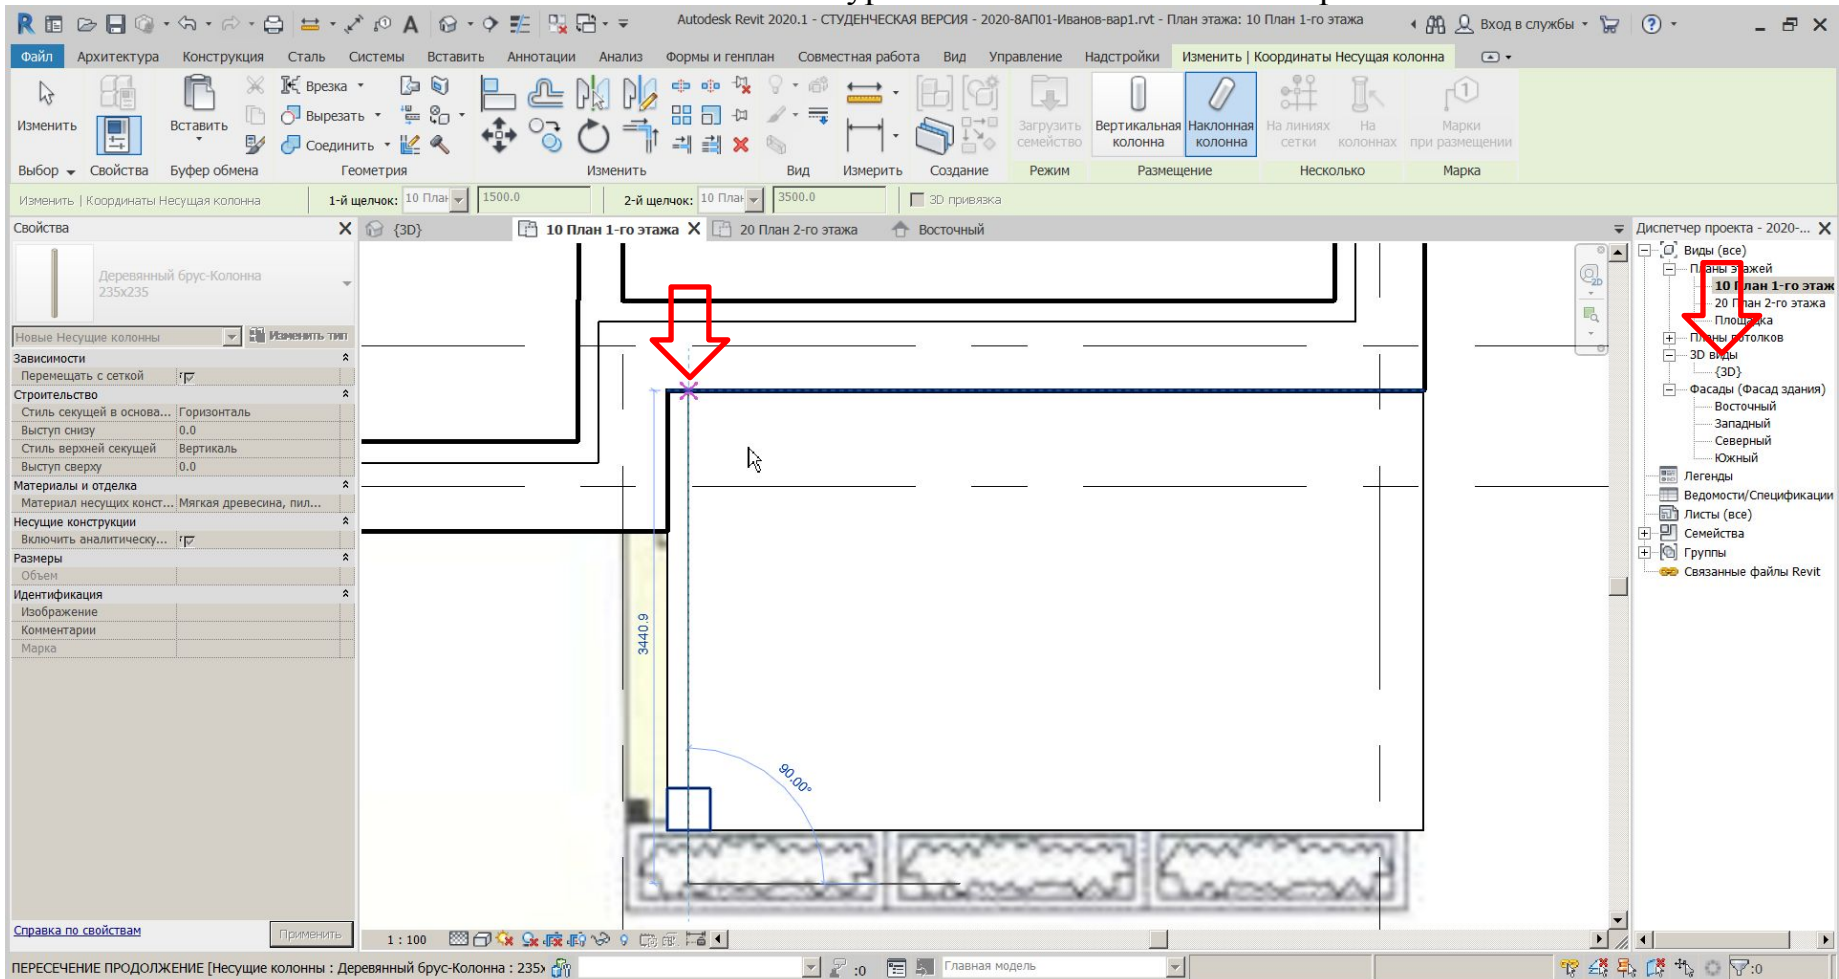 Autodesk Revit 2020.1 - СТУДЕНЧЕСКАЯ ВЕРСИЯ - 2020-8АП01-Иванов-вар1.rvt - План этажа: 10 План 1-го этажа
Вход в службы
Файл Архитектура Конструкция Сталь Системы Вставить Аннотации Анализ Формы и генплан Совместная работа Вид Управление Надстройки Изменить | Координаты Несущая колонна
Врезка
Вырезать
Соединить
Изменить
Вставить
Загрузить семейство
Вертикальная колонна
Наклонная колонна
На линиях сетки
На колоннах
Марки при размещении
Выбор Свойства Буфер обмена Геометрия Изменить Вид Измерить Создание Режим Размещение Несколько Марка
Изменить | Координаты Несущая колонна 1-й щелчок: 10 План 1500.0 2-й щелчок: 10 План 3500.0 3D привязка
Свойства
{3D} 10 План 1-го этажа 20 План 2-го этажа Восточный
Диспетчер проекта - 2020-...
Деревянный брус-Колонна
235x235
Новые Несущие колонны Изменить тип
Зависимости
Перемещать с сеткой
Строительство
Стиль секущей в основа... Горизонталь
Выступ снизу 0.0
Стиль верхней секущей Вертикаль
Выступ сверху 0.0
Материалы и отделка
Материал несущих конст... Мягкая древесина, пил...
Несущие конструкции
Включить аналитическу...
Размеры
Объем
Идентификация
Изображение
Комментарии
Марка
Справка по свойствам Применить
3440.9
90.00°
Виды (все)
Планы этажей
10 План 1-го этаж
20 План 2-го этажа
Площадка
Планы потолков
3D виды
{3D}
Фасады (Фасад здания)
Восточный
Западный
Северный
Южный
Легенды
Ведомости/Спецификации
Листы (все)
Семейства
Группы
Связанные файлы Revit
1 : 100
ПЕРЕСЕЧЕНИЕ ПРОДОЛЖЕНИЕ [Несущие колонны : Деревянный брус-Колонна : 235x :0 Главная модель :0